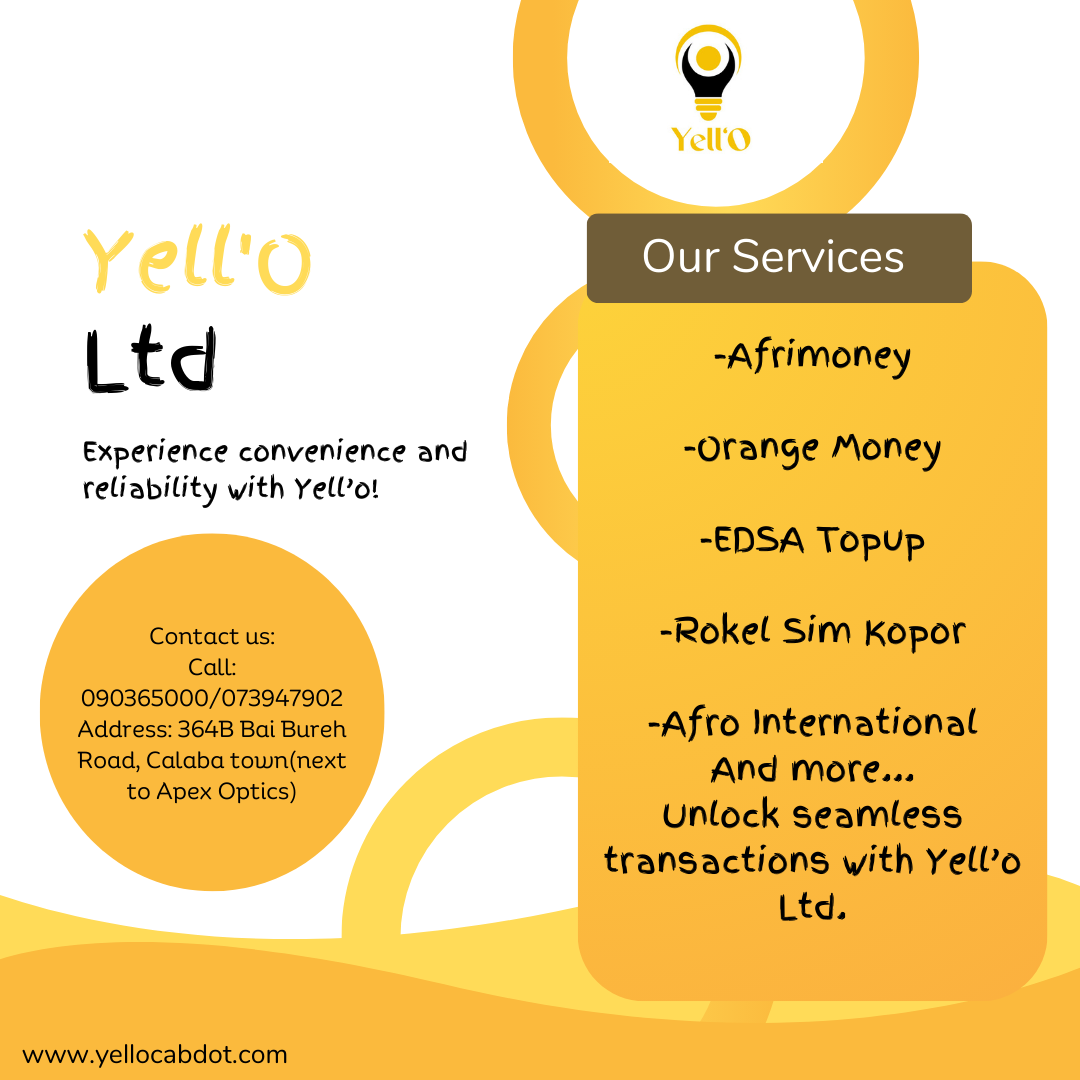 Yell'O
Yell'O
Ltd
Experience convenience and
reliability with Yell'o!
Contact us:
Call:
090365000/073947902
Address: 364B Bai Bureh
Road, Calaba town(next
to Apex Optics)
Our Services
-Afrimoney
-Orange Money
-EDSA TopUp
-Rokel Sim Kopor
-Afro International
And more...
Unlock seamless
transactions with Yell'o
Ltd.
www.yellocabdot.com